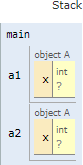 Stack
main
object A
a1 x int
?
object A
a2 x int
?